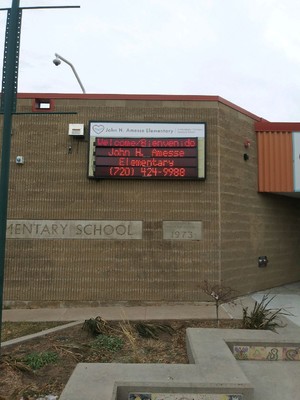 John H. Amesse Elementary
Welcome/Bienvenido
John H. Amesse
Elementary
(720) 424-9988
MENTARY SCHOOL
1973